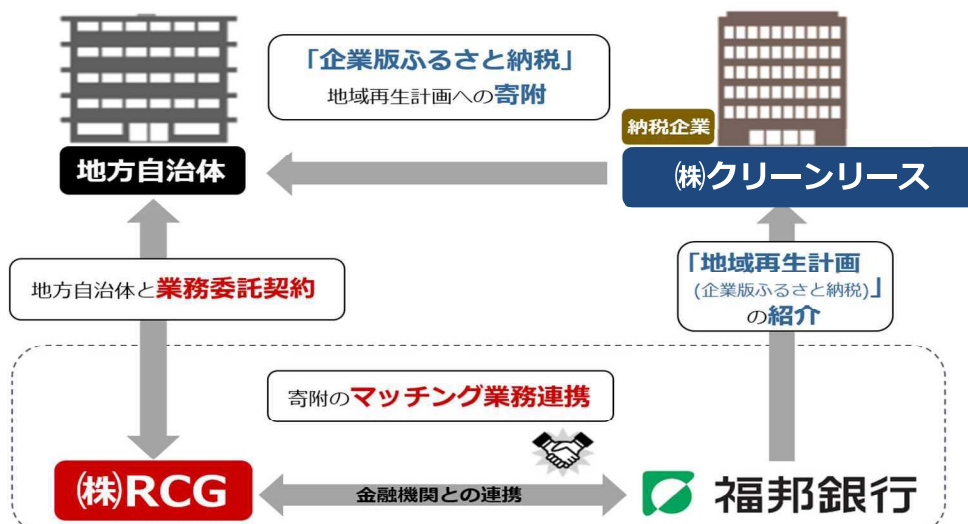 「企業版ふるさと納税」
地域再生計画への寄附
納税企業
地方自治体
㈱クリーンリース
地方自治体と業務委託契約
「地域再生計画
(企業版ふるさと納税)」
の紹介
寄附のマッチング業務連携
㈱RCG
金融機関との連携
福邦銀行